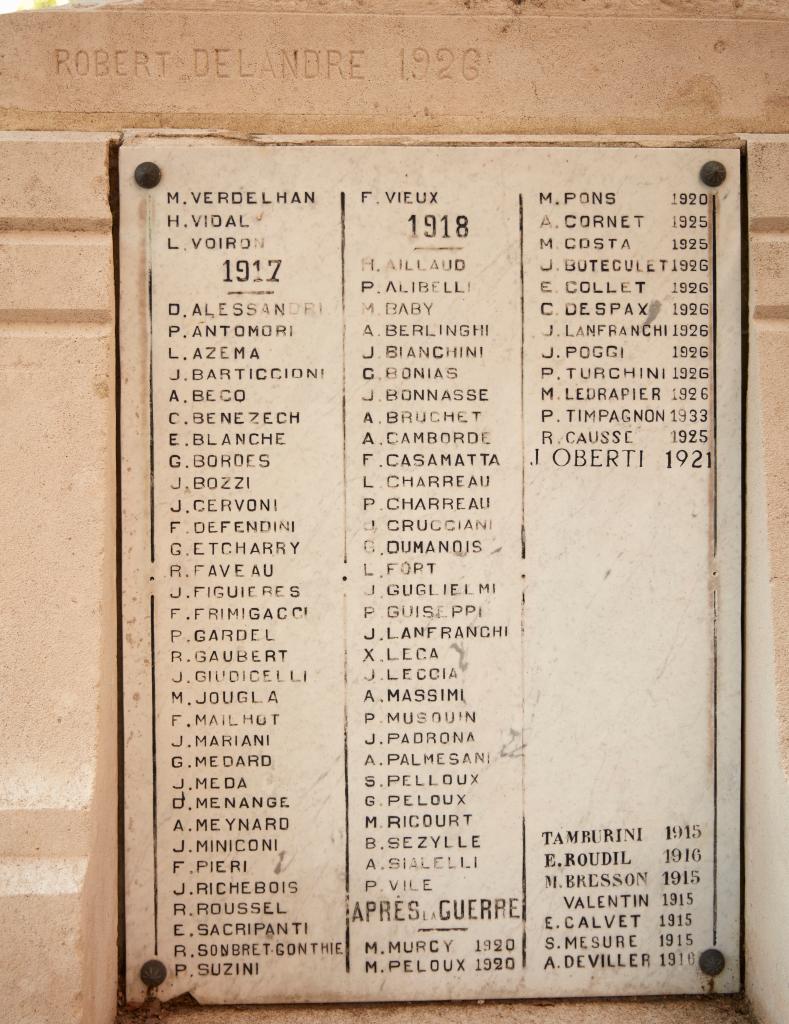 ROBERT DELANDRE 1926
M. VERDELHAN
H. VIDAL
L. VOIRON
1917
D. ALESSANDRI
P. ANTOMORI
L. AZEMA
J. BARTICCIONI
A. BECQ
C. BENEZECH
E. BLANCHE
G. BORDES
J. BOZZI
J. CERVONI
F. DEFENDINI
G. ETCHARRY
R. FAVEAU
J. FIGUIERES
F. FRIMIGACCI
P. GARDEL
R. GAUBERT
J. GIUDICELLI
M. JOUGLA
F. MAILHOT
J. MARIANI
G. MEDARD
J. MEDA
D. MENANGE
A. MEYNARD
J. MINICONI
F. PIERI
J. RICHEBOIS
R. ROUSSEL
E. SACRIPANTI
R. SONBRET-GONTHIE
P. SUZINI
F. VIEUX
1918
H. AILLAUD
P. ALIBELLI
M. BABY
A. BERLINGHI
J. BIANCHINI
G. BONIAS
J. BONNASSE
A. BRUCHET
A. CAMBORDE
F. CASAMATTA
L. CHARREAU
P. CHARREAU
J. CRUCCIANI
G. DUMANOIS
L. FORT
J. GUGLIELMI
P. GUISEPPI
J. LANFRANCHI
X. LECA
J. LECCIA
A. MASSIMI
P. MUSQUIN
J. PADRONA
A. PALMESANI
S. PELLOUX
G. PELOUX
M. RICOURT
B. SEZYLLE
A. SIALELLI
P. VILE
APRÈS LA GUERRE
M. MURCY 1920
M. PELOUX 1920
M. PONS 1920
A. CORNET 1925
M. COSTA 1925
J. BOTECULET 1926
E. COLLET 1926
C. DESPAX 1926
J. LANFRANCHI 1926
J. POGGI 1926
P. TURCHINI 1926
M. LEDRAPIER 1926
P. TIMPAGNON 1933
R. CAUSSE 1925
J OBERTI 1921
TAMBURINI 1915
E. ROUDIL 1916
M. BRESSON 1915
VALENTIN 1915
E. CALVET 1915
S. MESURE 1915
A. DEVILLER 1916